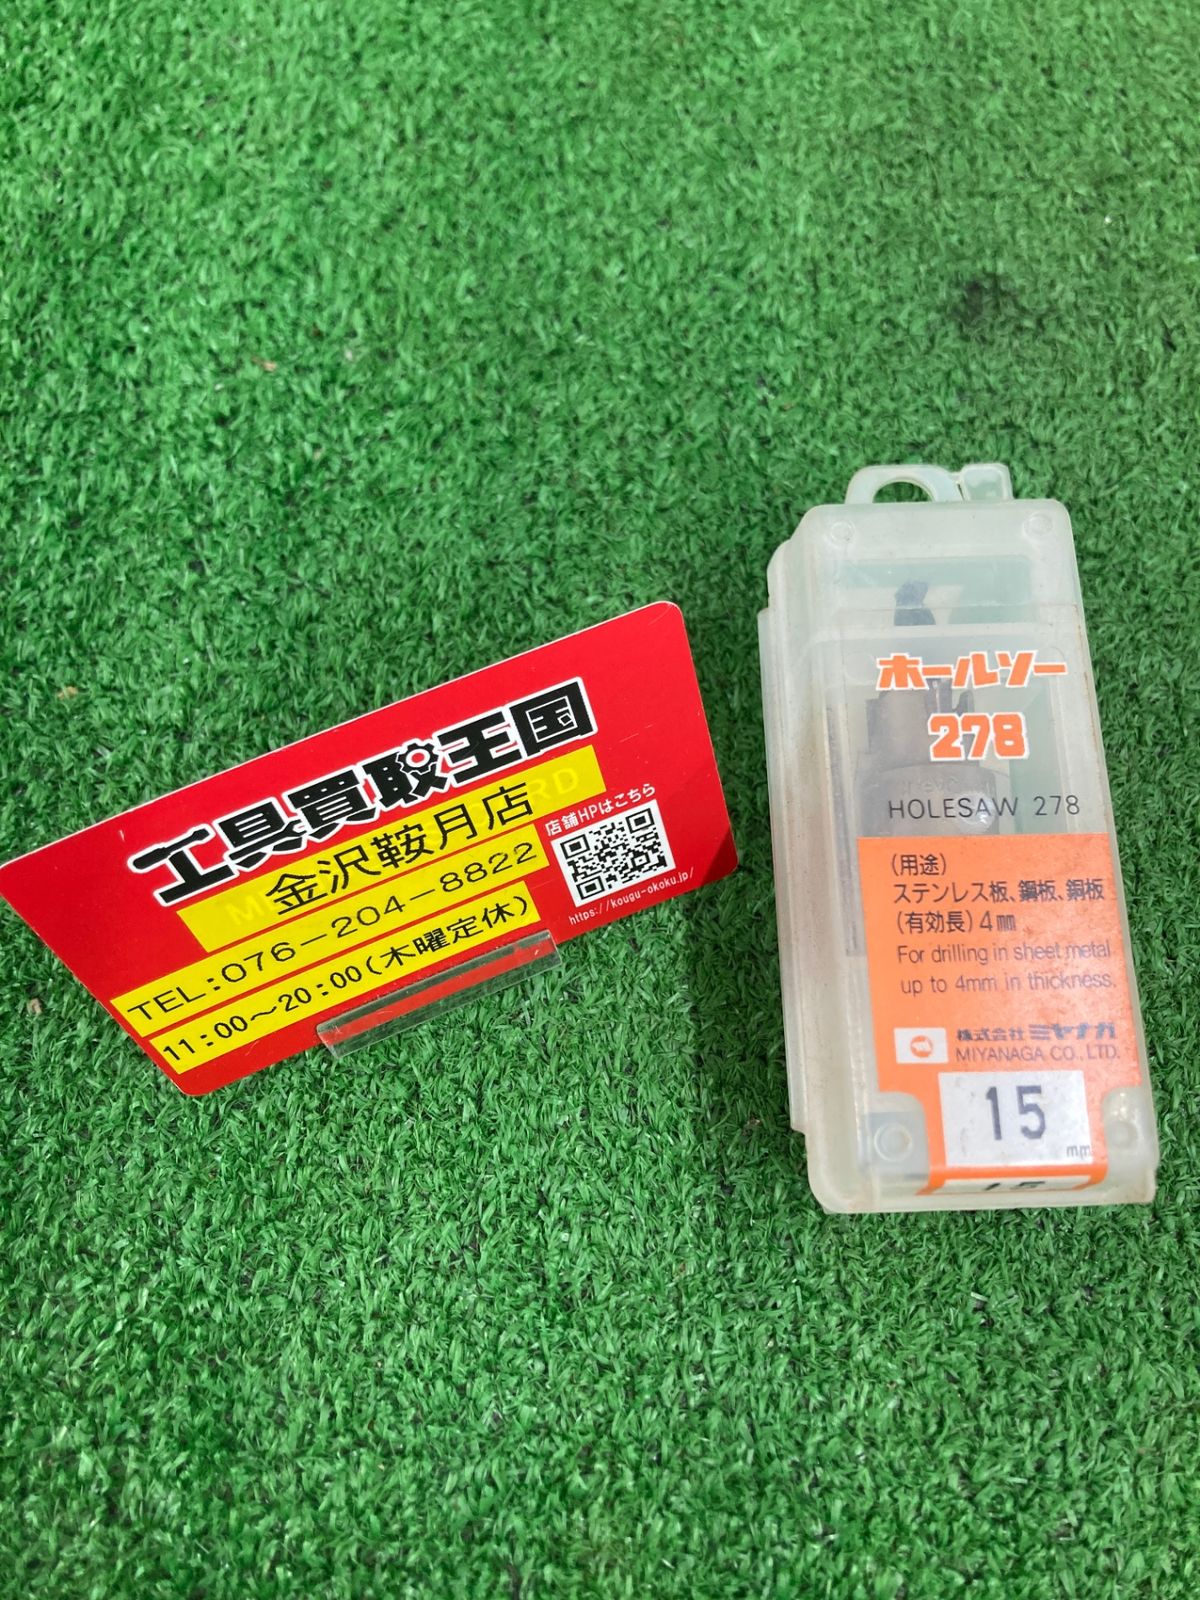 工具買取王国
金沢鞍月店
TEL:076-204-8822
11:00～20:00(木曜定休)
店舗HPはこちら
https://kougu-okoku.jp/
ホールソー
278
HOLESAW 278
(用途)
ステンレス板、鋼板、銅板
(有効長)4mm
For drilling in sheet metal
up to 4mm in thickness.
株式会社ミヤナガ
MIYANAGA CO., LTD.
15
mm
15